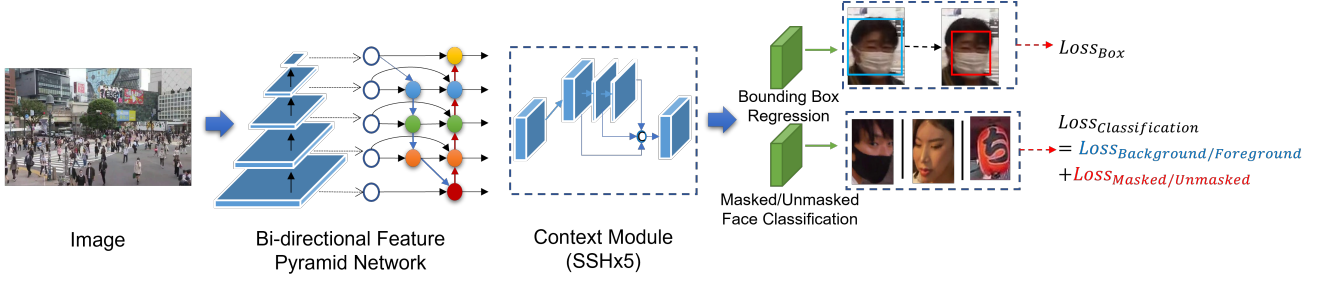 Image
Bi-directional Feature
Pyramid Network
Context Module
(SSHx5)
C
Bounding Box
Regression
Masked/Unmasked
Face Classification
ち
Loss_Box
Loss_Classification
= Loss_Background/Foreground
+Loss_Masked/Unmasked